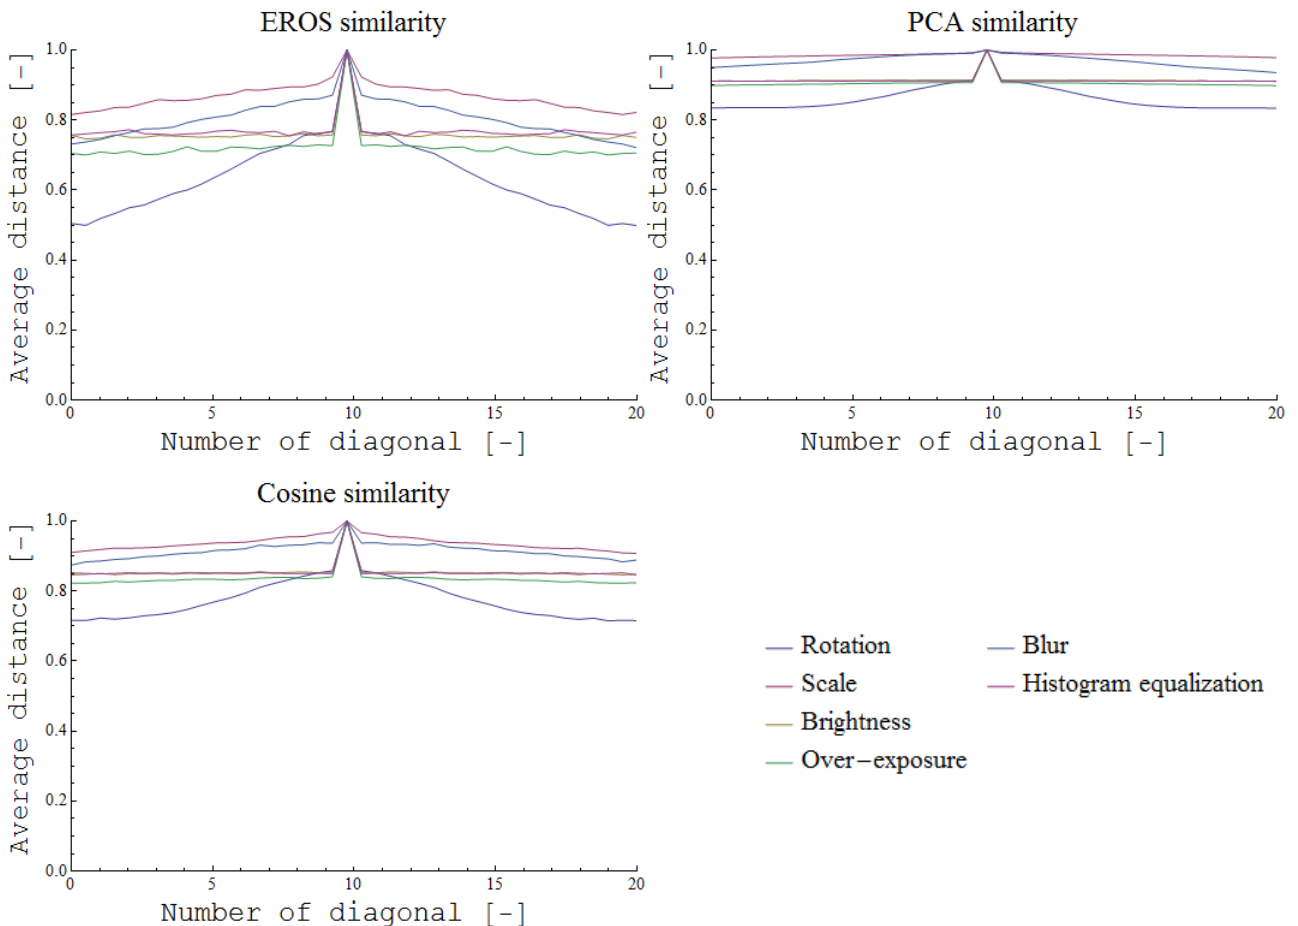 EROS similarity
Average distance [-]
1.0
0.8
0.6
0.4
0.2
0.0
0 5 10 15 20
Number of diagonal [-]
PCA similarity
Average distance [-]
1.0
0.8
0.6
0.4
0.2
0.0
0 5 10 15 20
Number of diagonal [-]
Cosine similarity
Average distance [-]
1.0
0.8
0.6
0.4
0.2
0.0
0 5 10 15 20
Number of diagonal [-]
Rotation Blur
Scale Histogram equalization
Brightness
Over-exposure